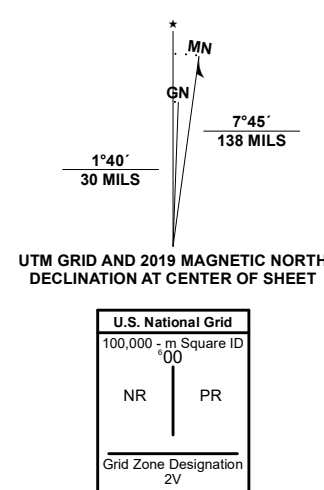 ★
MN
GN
7°45´
138 MILS
1°40´
30 MILS
UTM GRID AND 2019 MAGNETIC NORTH
DECLINATION AT CENTER OF SHEET
U.S. National Grid
100,000 - m Square ID
⁶00
NR PR
Grid Zone Designation
2V